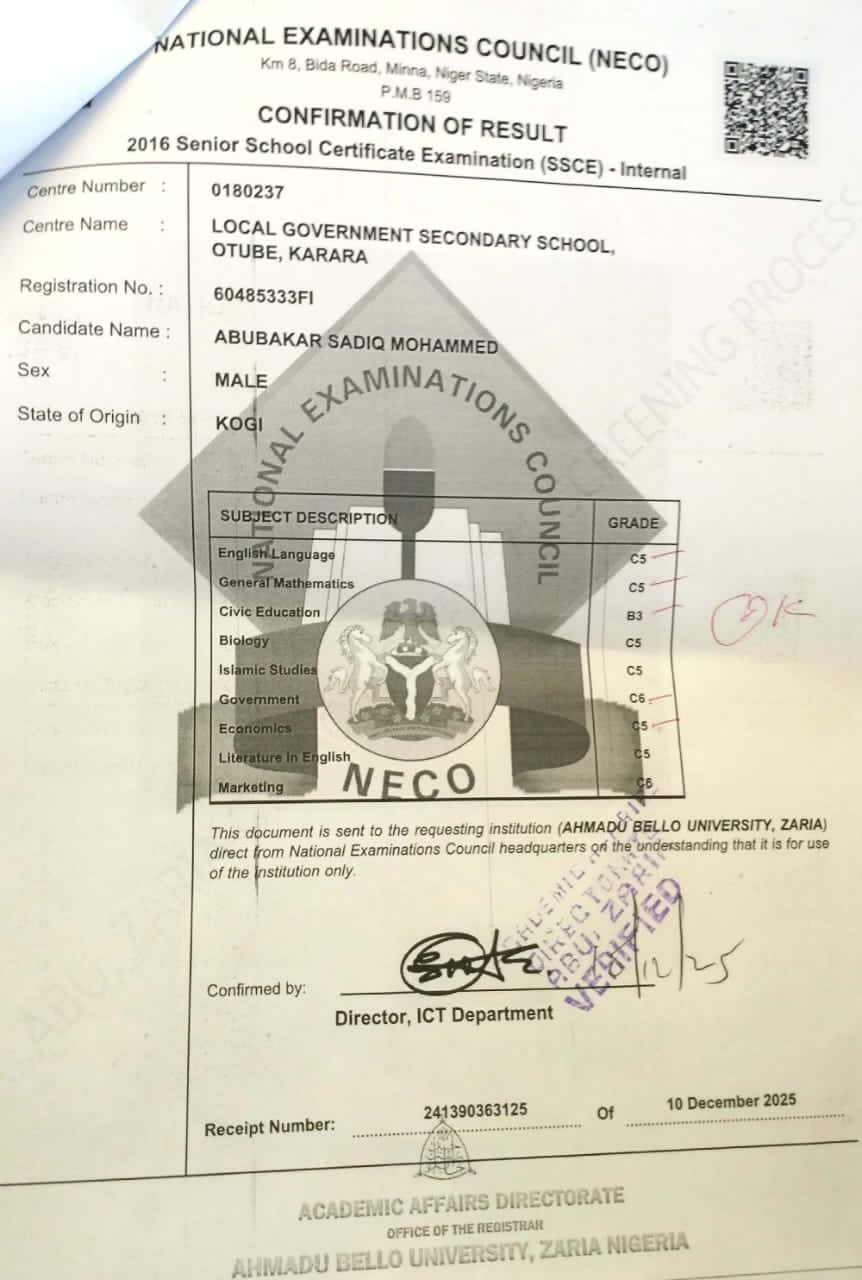 NATIONAL EXAMINATIONS COUNCIL (NECO)
Km 8, Bida Road, Minna, Niger State, Nigeria
P.M.B 159
CONFIRMATION OF RESULT
2016 Senior School Certificate Examination (SSCE) - Internal
Centre Number : 0180237
Centre Name : LOCAL GOVERNMENT SECONDARY SCHOOL,
OTUBE, KARARA
Registration No. : 60485333FI
Candidate Name : ABUBAKAR SADIQ MOHAMMED
Sex : MALE
State of Origin : KOGI
NATIONAL EXAMINATIONS COUNCIL
SCREENING PROCESS
SUBJECT DESCRIPTION GRADE
English Language C5
General Mathematics C5
Civic Education B3
OK
Biology C5
Islamic Studies C5
Government C6
Economics C5
Literature In English C5
Marketing C6
NECO
This document is sent to the requesting institution (AHMADU BELLO UNIVERSITY, ZARIA)
direct from National Examinations Council headquarters on the understanding that it is for use
of the institution only.
ABU, ZARIA
VERIFIED
/12/25
Confirmed by:
Director, ICT Department
Receipt Number: 241390363125 Of 10 December 2025
ACADEMIC AFFAIRS DIRECTORATE
OFFICE OF THE REGISTRAR
AHMADU BELLO UNIVERSITY, ZARIA NIGERIA